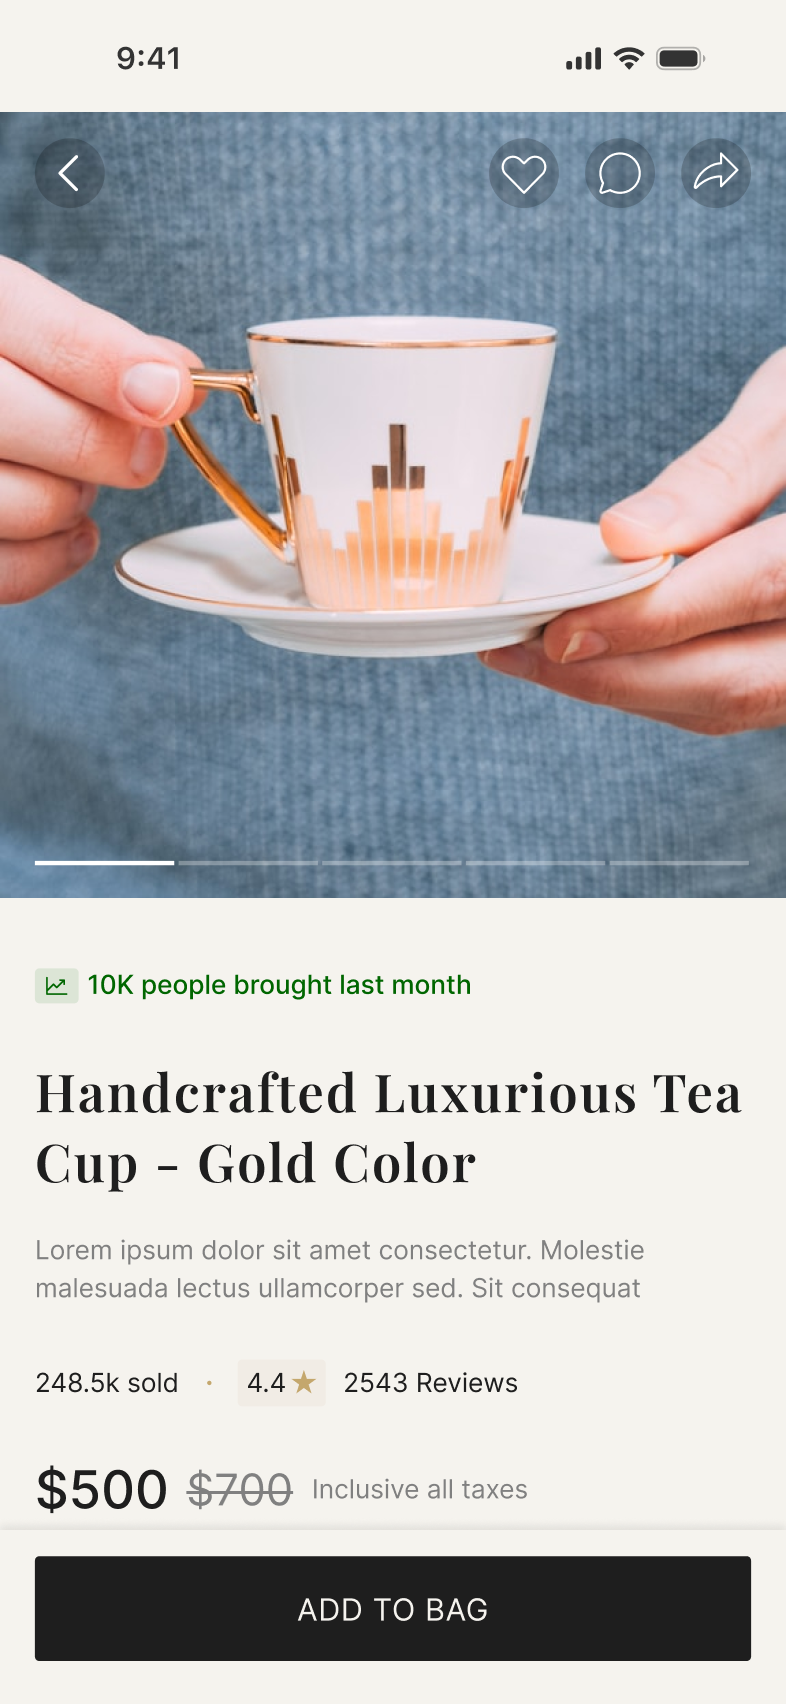 9:41
10K people brought last month
Handcrafted Luxurious Tea
Cup - Gold Color
Lorem ipsum dolor sit amet consectetur. Molestie
malesuada lectus ullamcorper sed. Sit consequat
248.5k sold · 4.4★ 2543 Reviews
$500 $700 Inclusive all taxes
ADD TO BAG